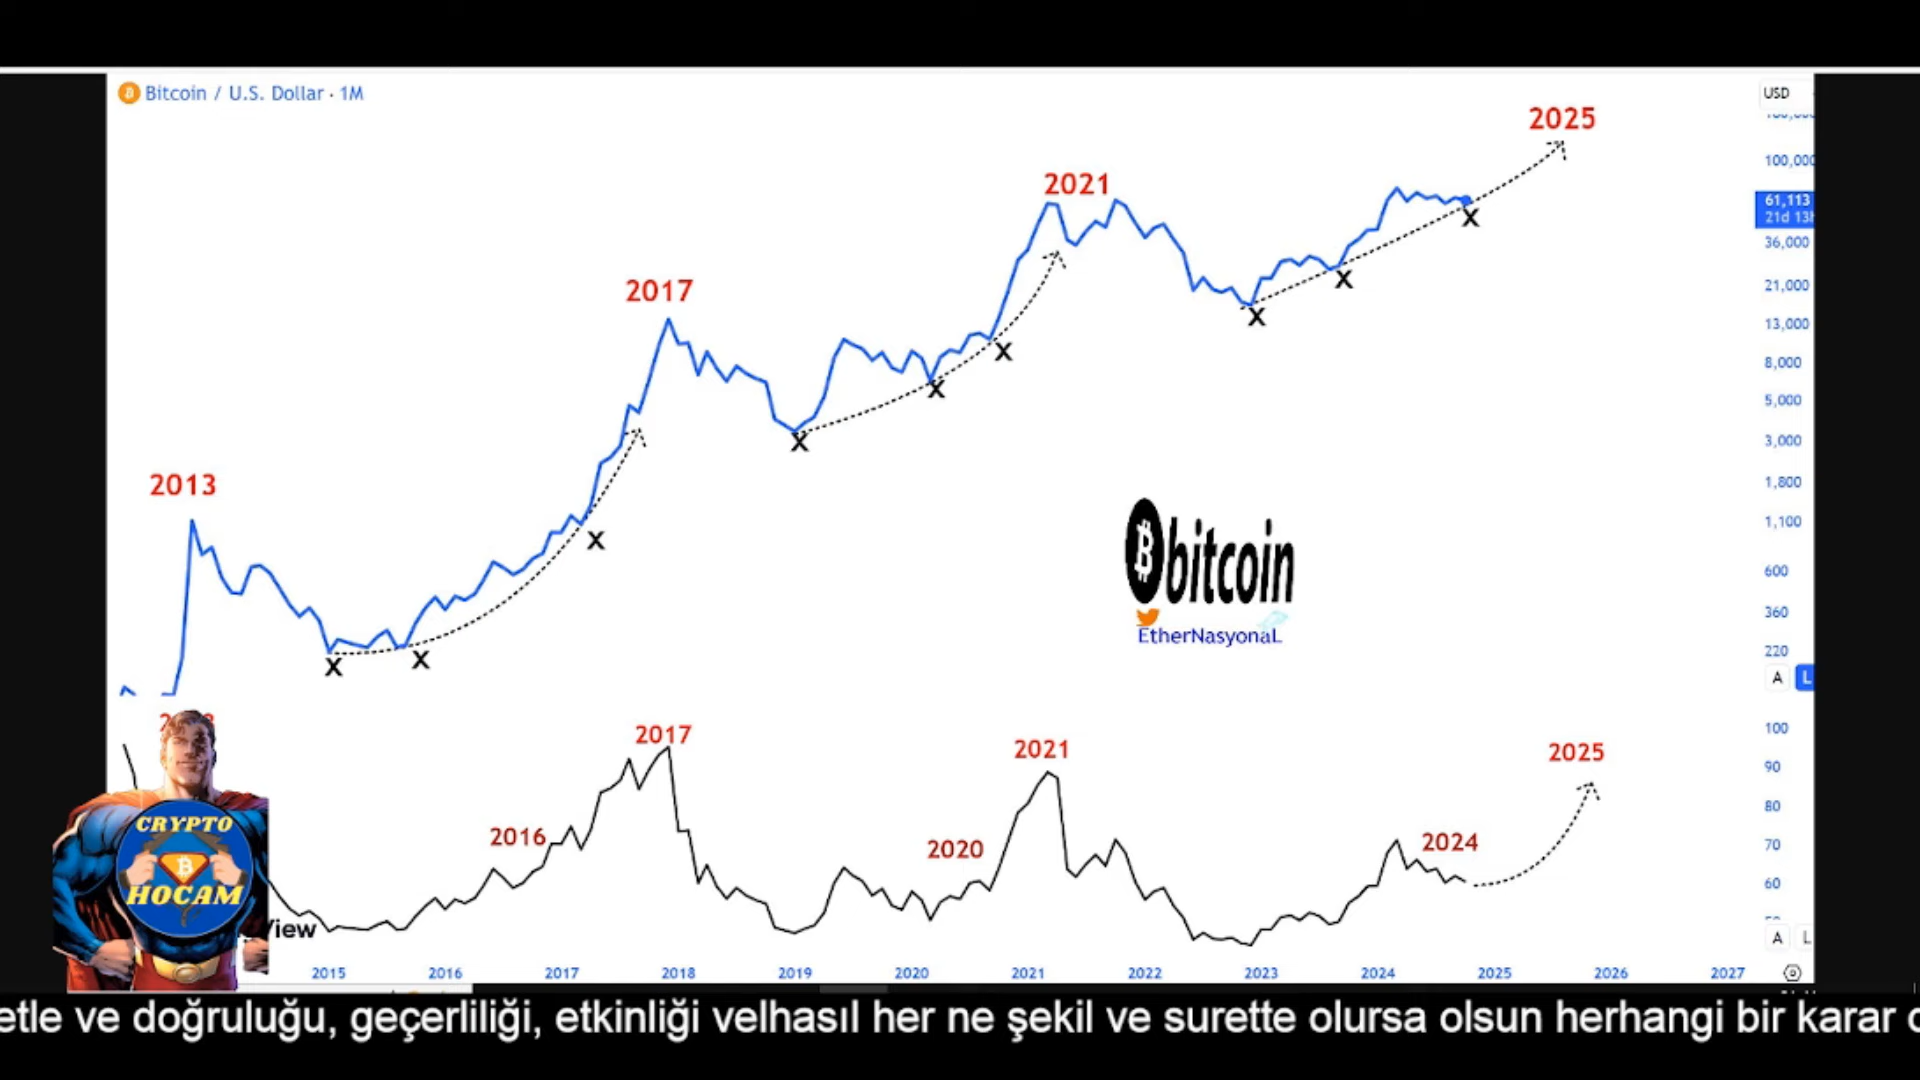 Bitcoin / U.S. Dollar · 1M
USD
2025
100,000
2021
61,113
21d 13h
X
36,000
X
21,000
2017
X
13,000
X
8,000
X
5,000
X
3,000
2013
1,800
1,100
X
bitcoin
600
360
EtherNasyonaL
220
X
X
A
L
100
2017
2021
2025
90
80
2016
2020
2024
70
CRYPTO
60
HOCAM
View
A
L
2015
2016
2017
2018
2019
2020
2021
2022
2023
2024
2025
2026
2027
etle ve doğruluğu, geçerliliği, etkinliği velhasıl her ne şekil ve surette olursa olsun herhangi bir karar